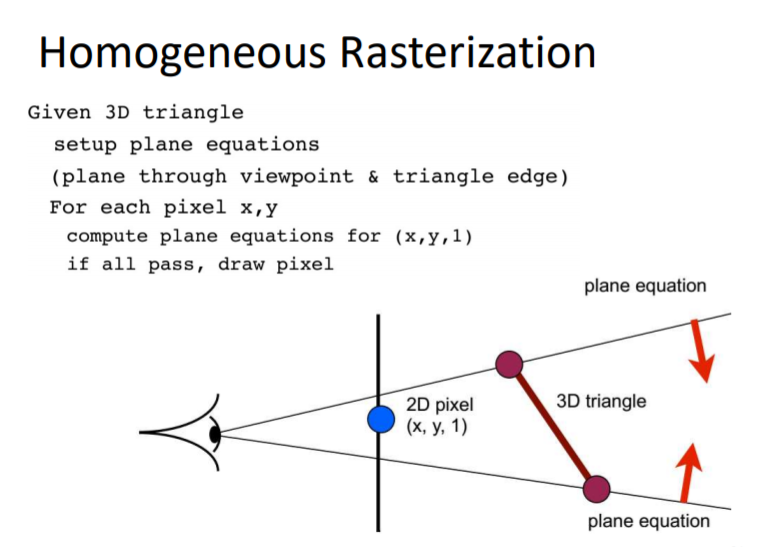 Homogeneous Rasterization
Given 3D triangle
setup plane equations
(plane through viewpoint & triangle edge)
For each pixel x,y
compute plane equations for (x,y,1)
if all pass, draw pixel
plane equation
2D pixel
(x, y, 1)
3D triangle
plane equation